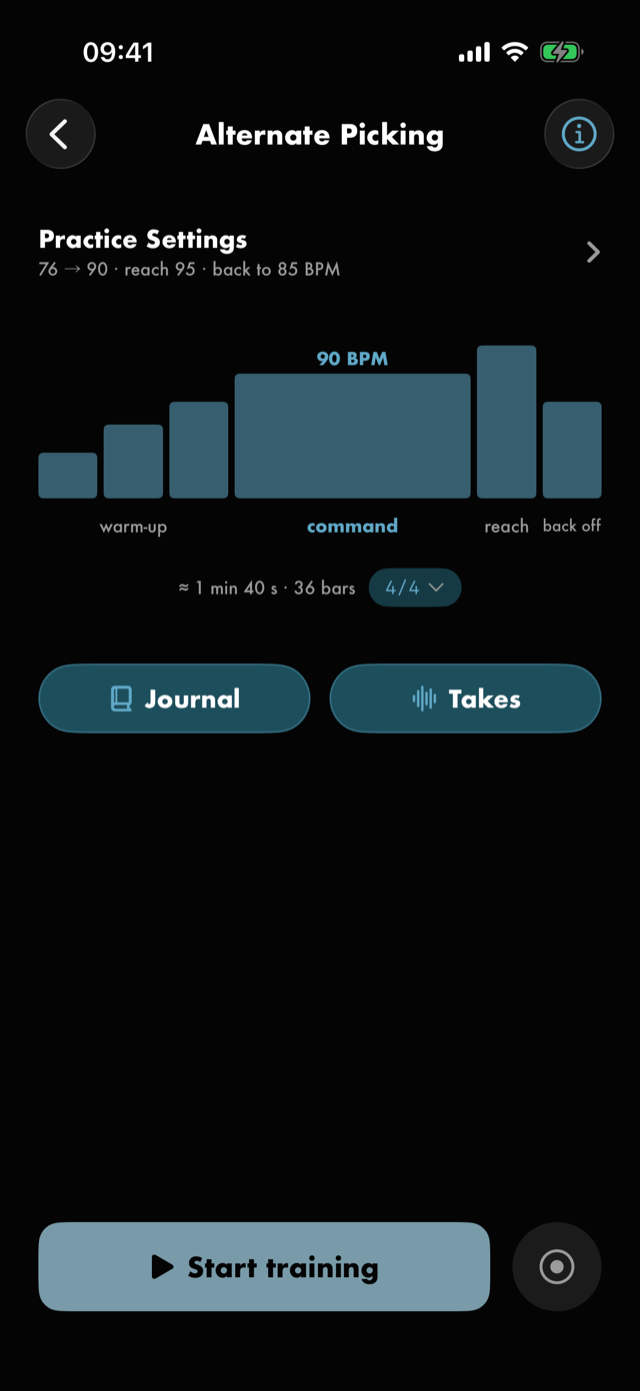 09:41
Alternate Picking
Practice Settings
76 → 90 · reach 95 · back to 85 BPM
90 BPM
warm-up command reach back off
≈ 1 min 40 s · 36 bars 4/4
Journal Takes
Start training